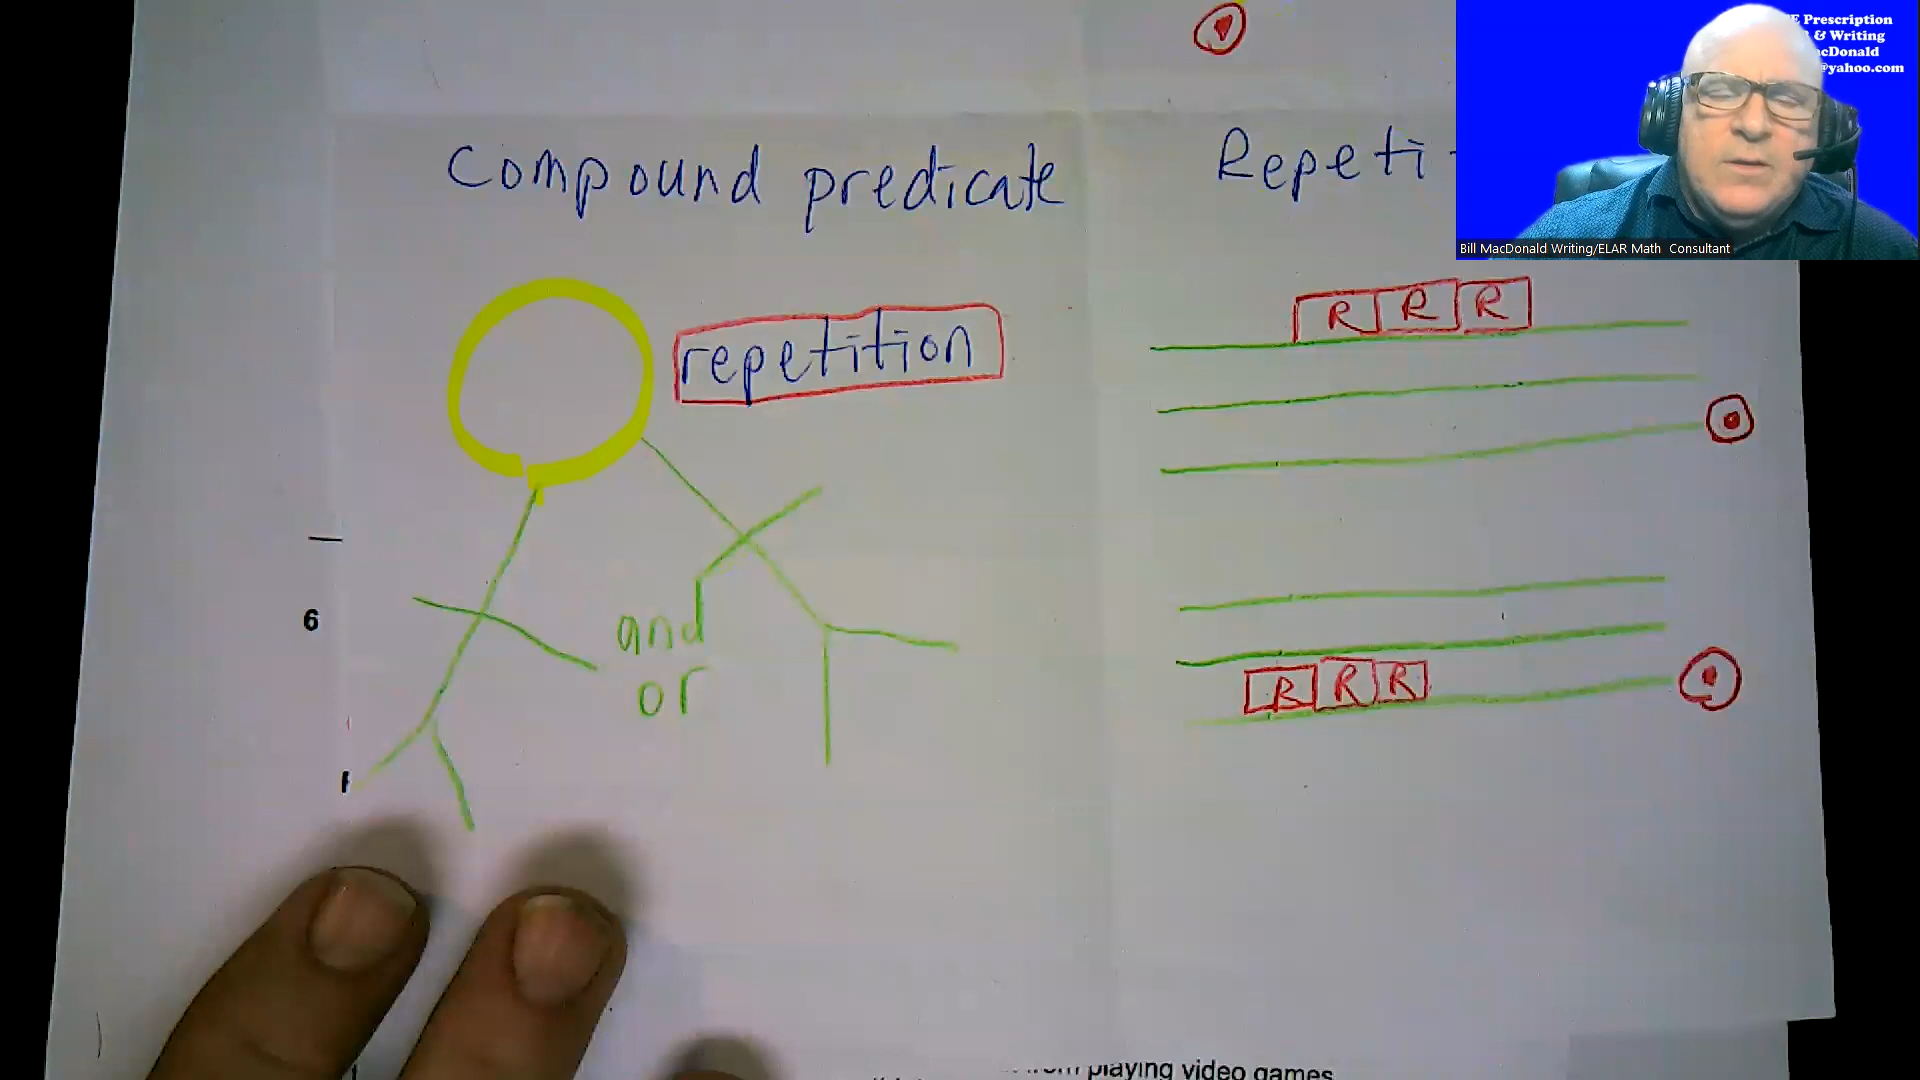 E Prescription
& Writing
acDonald
@yahoo.com
Bill MacDonald Writing/ELAR Math Consultant
Compound predicate
Repeti
repetition
R R R
and
or
6
R R R
playing video games